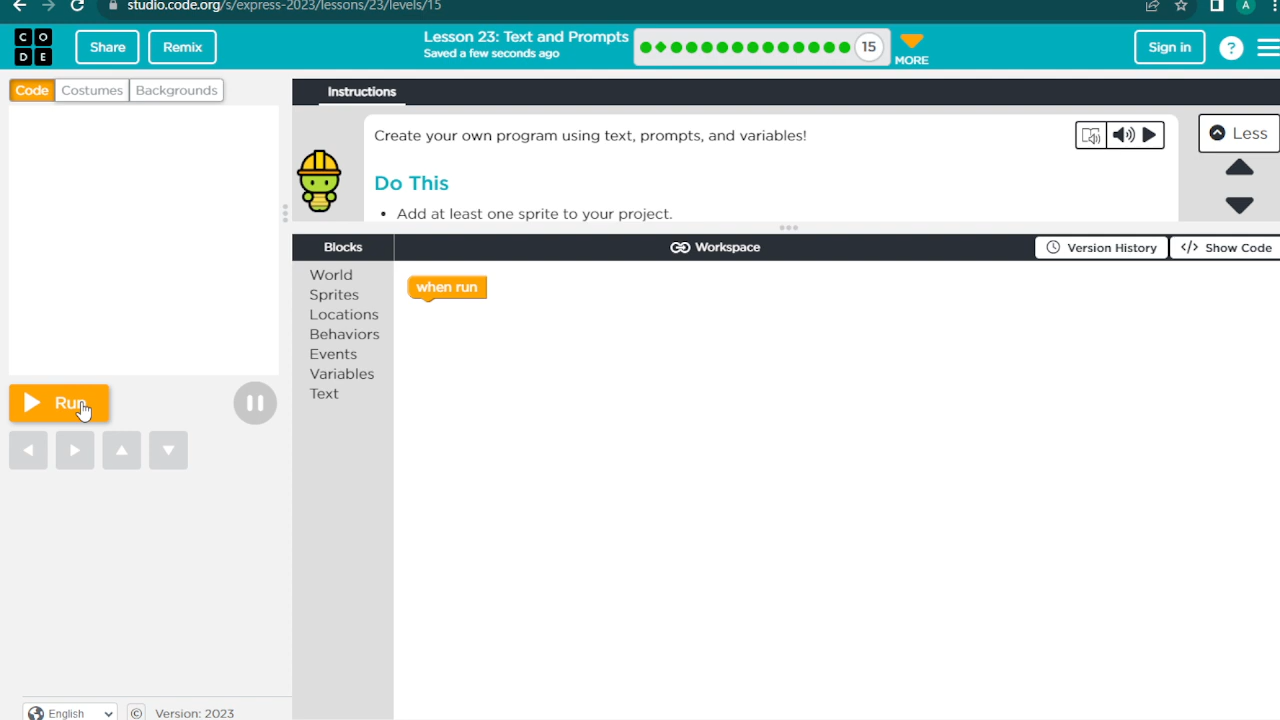 studio.code.org/s/express-2023/lessons/23/levels/15
A
C O
D E
Share
Remix
Lesson 23: Text and Prompts
Saved a few seconds ago
15
MORE
Sign in
?
Code
Costumes
Backgrounds
Instructions
Create your own program using text, prompts, and variables!
Less
Do This
• Add at least one sprite to your project.
Blocks
Workspace
Version History
</> Show Code
World
Sprites
Locations
Behaviors
Events
Variables
Text
when run
Run
English
©
Version: 2023